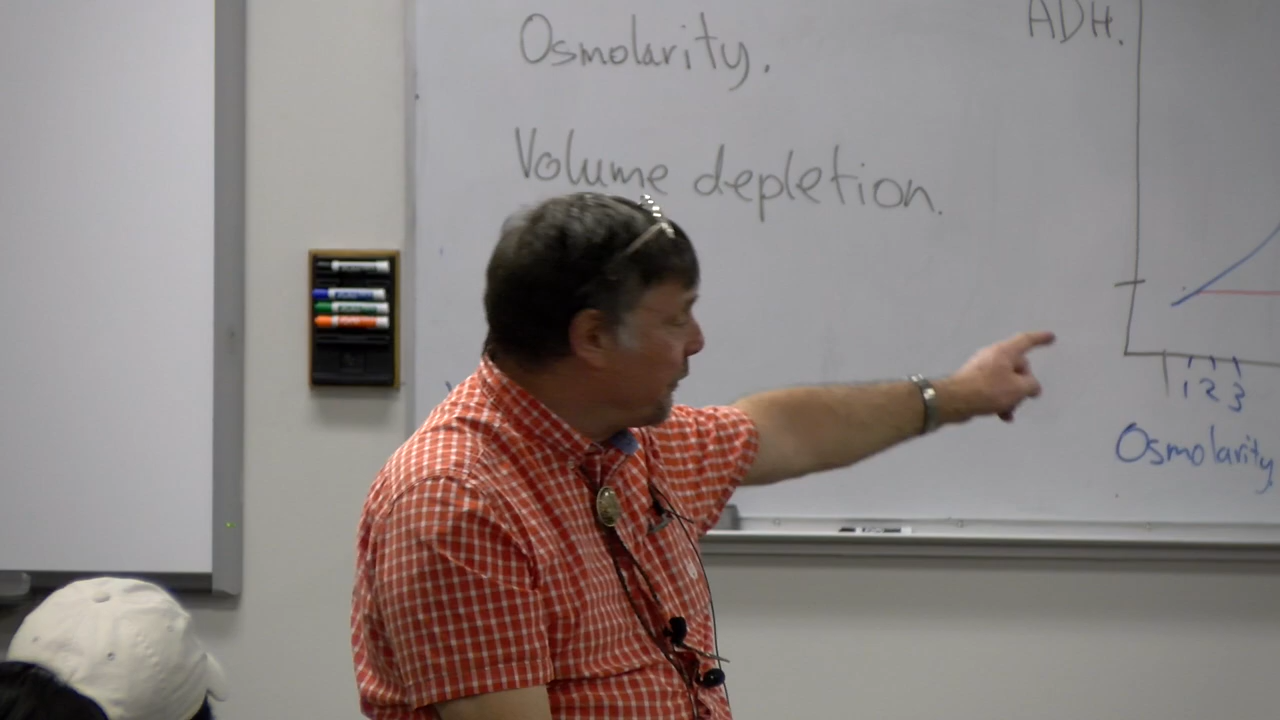 Osmolarity.
Volume depletion.
ADH.
1 2 3
Osmolarity